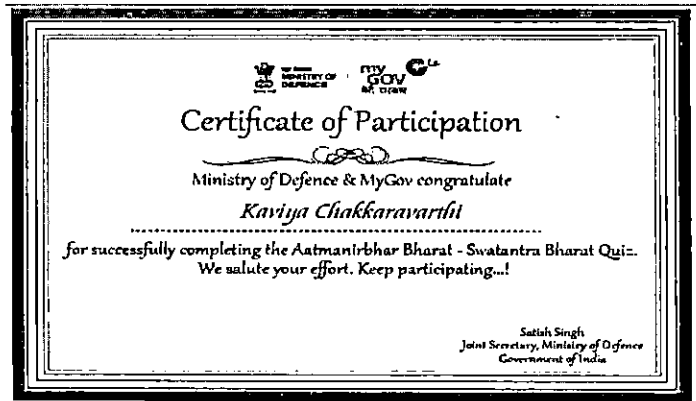 MINISTRY OF
DEFENCE
my
GOV
Certificate of Participation
Ministry of Defence & MyGov congratulate
Kaviya Chakkaravarthi
for successfully completing the Aatmanirbhar Bharat - Swatantra Bharat Quiz.
We salute your effort. Keep participating...!
Satish Singh
Joint Secretary, Ministry of Defence
Government of India